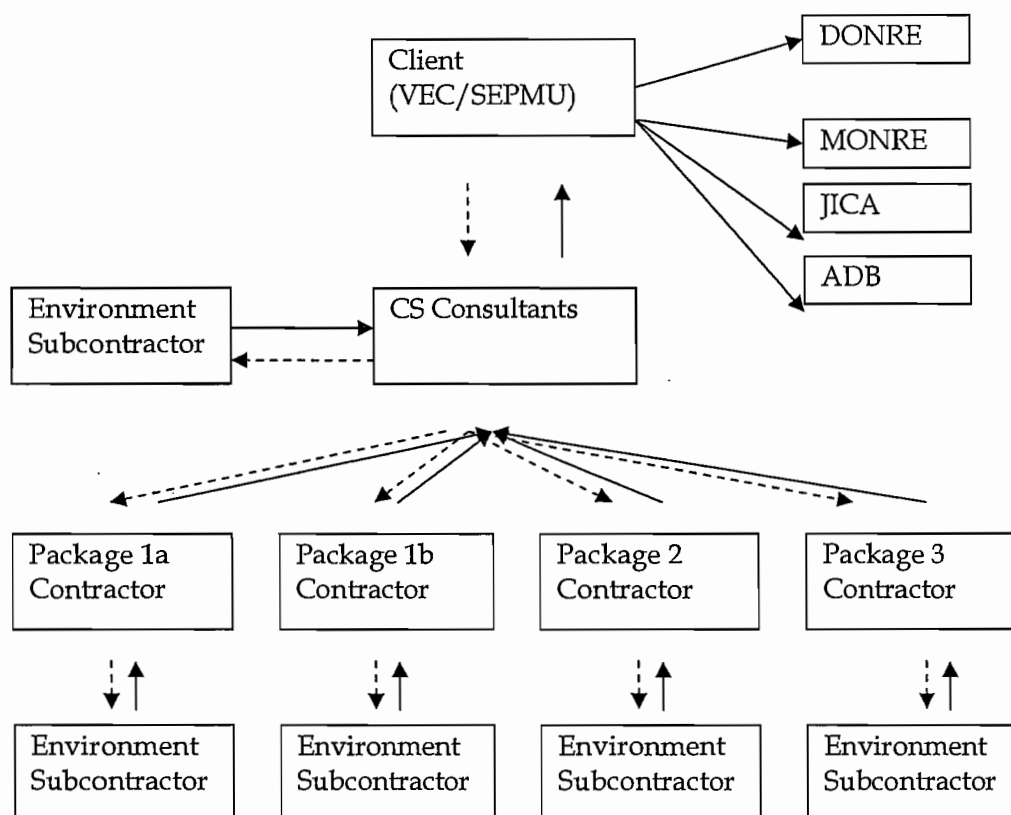 DONRE
Client
(VEC/SEPMU)
MONRE
JICA
ADB
Environment
Subcontractor
CS Consultants
Package 1a
Contractor
Package 1b
Contractor
Package 2
Contractor
Package 3
Contractor
Environment
Subcontractor
Environment
Subcontractor
Environment
Subcontractor
Environment
Subcontractor